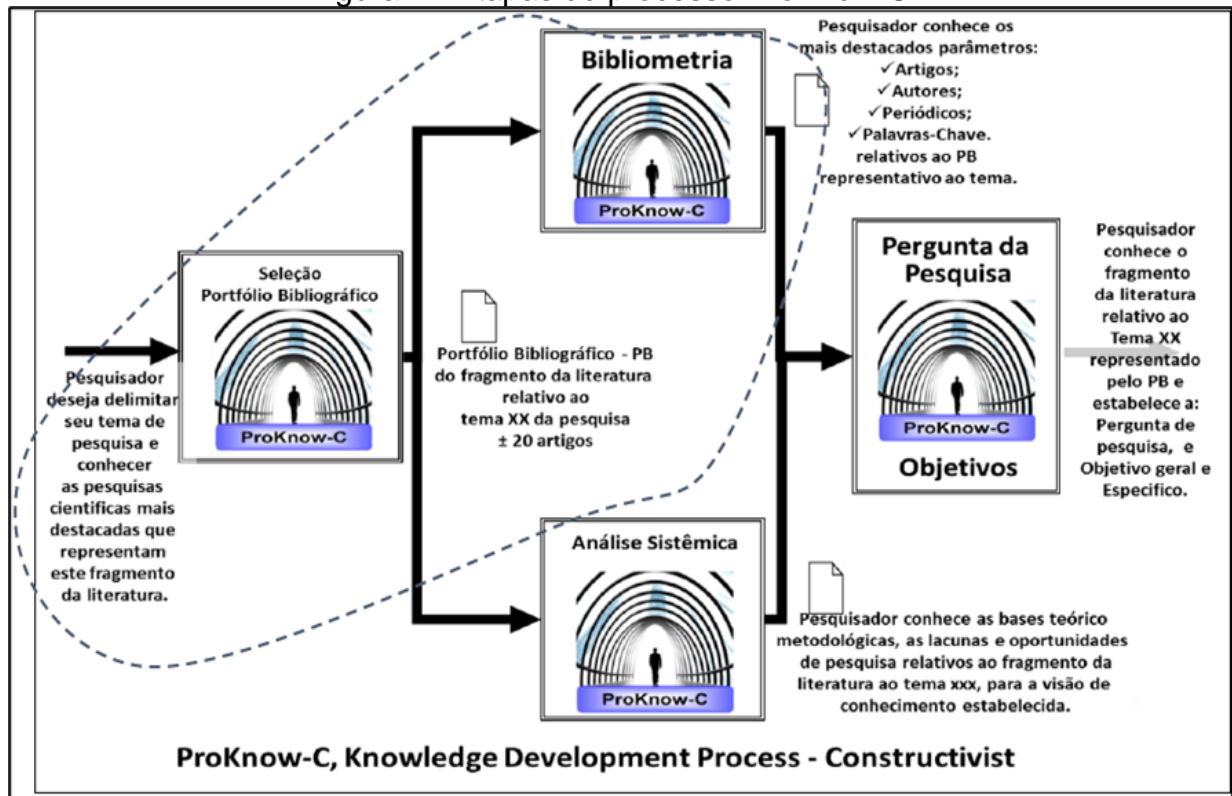 Bibliometria
ProKnow-C
Pesquisador conhece os
mais destacados parâmetros:
✓Artigos;
✓Autores;
✓Periódicos;
✓Palavras-Chave.
relativos ao PB
representativo ao tema.
Seleção
Portfólio Bibliográfico
ProKnow-C
Pesquisador
deseja delimitar
seu tema de
pesquisa e
conhecer
as pesquisas
cientificas mais
destacadas que
representam
este fragmento
da literatura.
Portfólio Bibliográfico - PB
do fragmento da literatura
relativo ao
tema XX da pesquisa
± 20 artigos
Pergunta da
Pesquisa
ProKnow-C
Objetivos
Pesquisador
conhece o
fragmento
da literatura
relativo ao
Tema XX
representado
pelo PB e
estabelece a:
Pergunta de
pesquisa, e
Objetivo geral e
Especifico.
Análise Sistêmica
ProKnow-C
Pesquisador conhece as bases teórico
metodológicas, as lacunas e oportunidades
de pesquisa relativos ao fragmento da
literatura ao tema xxx, para a visão de
conhecimento estabelecida.
ProKnow-C, Knowledge Development Process - Constructivist